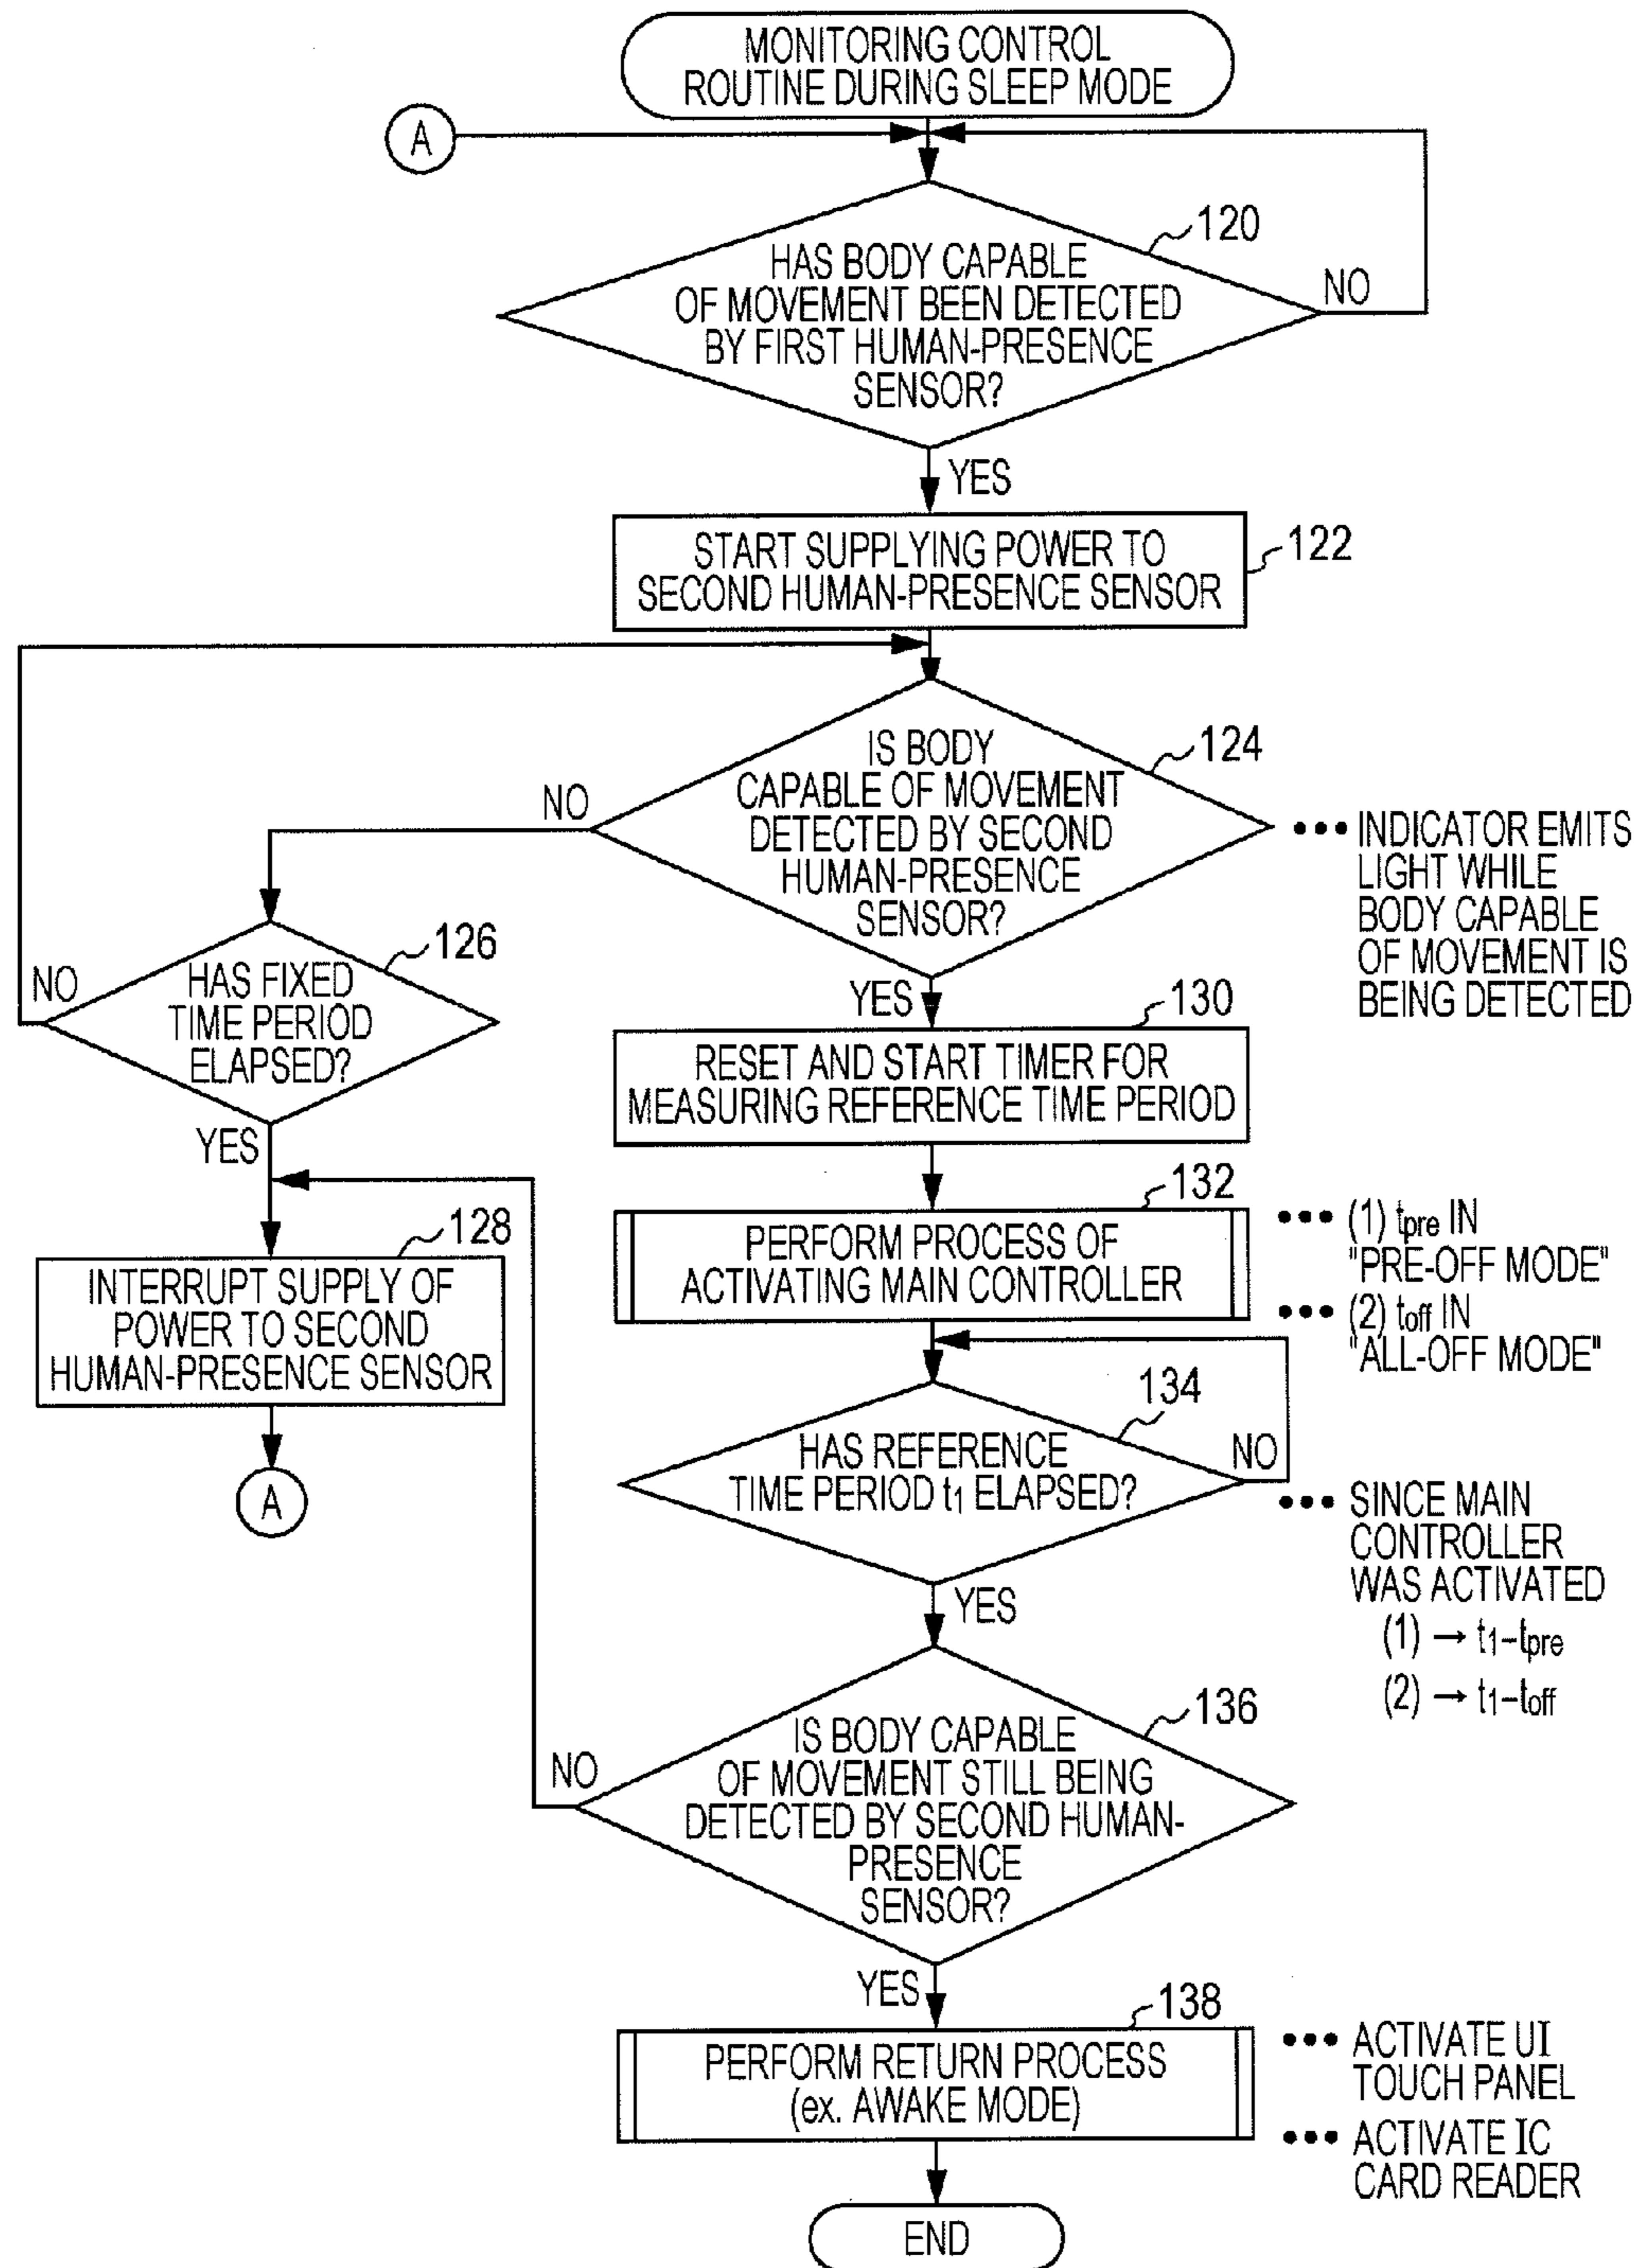 MONITORING CONTROL
ROUTINE DURING SLEEP MODE
A
120
HAS BODY CAPABLE
OF MOVEMENT BEEN DETECTED
BY FIRST HUMAN-PRESENCE
SENSOR?
NO
YES
START SUPPLYING POWER TO
SECOND HUMAN-PRESENCE SENSOR
122
124
IS BODY
CAPABLE OF MOVEMENT
DETECTED BY SECOND
HUMAN-PRESENCE
SENSOR?
NO
••• INDICATOR EMITS
LIGHT WHILE
BODY CAPABLE
OF MOVEMENT IS
BEING DETECTED
126
HAS FIXED
TIME PERIOD
ELAPSED?
NO
YES
YES
130
RESET AND START TIMER FOR
MEASURING REFERENCE TIME PERIOD
128
INTERRUPT SUPPLY OF
POWER TO SECOND
HUMAN-PRESENCE SENSOR
A
132
PERFORM PROCESS OF
ACTIVATING MAIN CONTROLLER
••• (1) tpre IN
"PRE-OFF MODE"
••• (2) toff IN
"ALL-OFF MODE"
134
HAS REFERENCE
TIME PERIOD t1 ELAPSED?
NO
••• SINCE MAIN
CONTROLLER
WAS ACTIVATED
(1) → t1–tpre
(2) → t1–toff
YES
136
IS BODY CAPABLE
OF MOVEMENT STILL BEING
DETECTED BY SECOND HUMAN-
PRESENCE
SENSOR?
NO
YES
138
PERFORM RETURN PROCESS
(ex. AWAKE MODE)
••• ACTIVATE UI
TOUCH PANEL
••• ACTIVATE IC
CARD READER
END